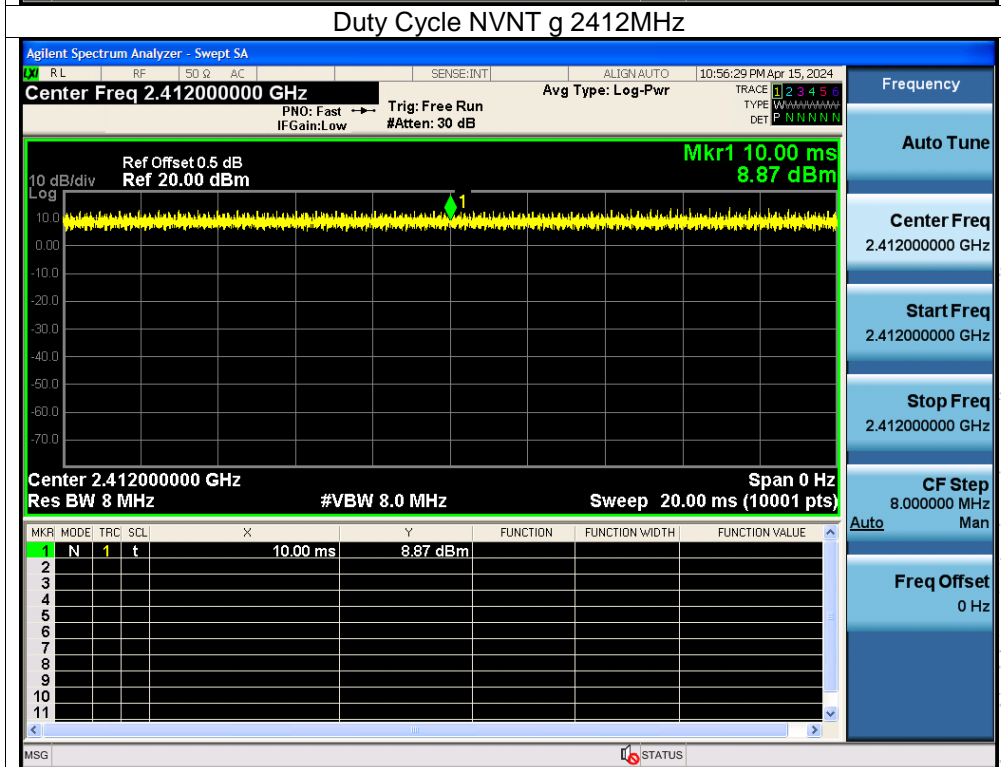 Duty Cycle NVNT g 2412MHz
Agilent Spectrum Analyzer - Swept SA
LXI RL RF 50 Ω AC SENSE:INT ALIGN AUTO 10:56:29 PM Apr 15, 2024
Center Freq 2.412000000 GHz Avg Type: Log-Pwr TRACE 1 2 3 4 5 6
PNO: Fast Trig: Free Run TYPE WWWWWW
IFGain:Low #Atten: 30 dB DET P N N N N N
Mkr1 10.00 ms
Ref Offset 0.5 dB
8.87 dBm
10 dB/div Ref 20.00 dBm
Log
1
10.0
0.00
-10.0
-20.0
-30.0
-40.0
-50.0
-60.0
-70.0
Center 2.412000000 GHz Span 0 Hz
Res BW 8 MHz #VBW 8.0 MHz Sweep 20.00 ms (10001 pts)
MKR MODE TRC SCL X Y FUNCTION FUNCTION WIDTH FUNCTION VALUE
1 N 1 t 10.00 ms 8.87 dBm
2
3
4
5
6
7
8
9
10
11
MSG STATUS
Frequency
Auto Tune
Center Freq
2.412000000 GHz
Start Freq
2.412000000 GHz
Stop Freq
2.412000000 GHz
CF Step
8.000000 MHz
Auto Man
Freq Offset
0 Hz